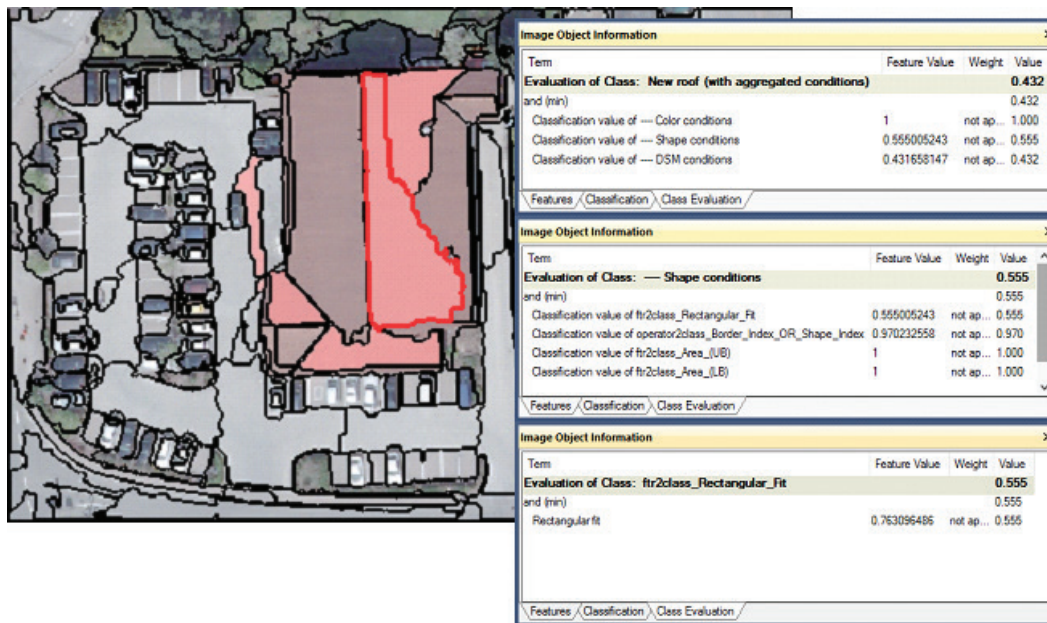 Image Object Information
Term Feature Value Weight Value
Evaluation of Class: New roof (with aggregated conditions) 0.432
and (min) 0.432
Classification value of --- Color conditions 1 not ap... 1.000
Classification value of --- Shape conditions 0.555005243 not ap... 0.555
Classification value of --- DSM conditions 0.431658147 not ap... 0.432
Features Classification Class Evaluation
Image Object Information
Term Feature Value Weight Value
Evaluation of Class: --- Shape conditions 0.555
and (min) 0.555
Classification value of ftr2class_Rectangular_Fit 0.555005243 not ap... 0.555
Classification value of operator2class_Border_Index_OR_Shape_Index 0.970232558 not ap... 0.970
Classification value of ftr2class_Area_(UB) 1 not ap... 1.000
Classification value of ftr2class_Area_(LB) 1 not ap... 1.000
Features Classification Class Evaluation
Image Object Information
Term Feature Value Weight Value
Evaluation of Class: ftr2class_Rectangular_Fit 0.555
and (min) 0.555
Rectangular fit 0.763096486 not ap... 0.555
Features Classification Class Evaluation